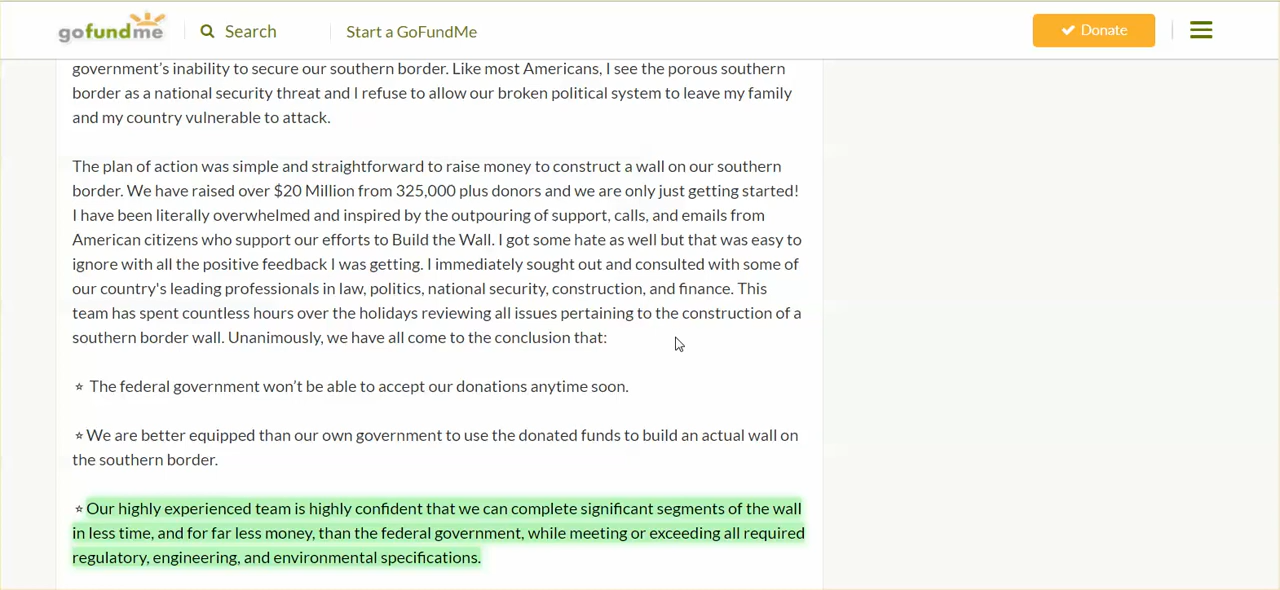 gofundme Search Start a GoFundMe Donate
government's inability to secure our southern border. Like most Americans, I see the porous southern
border as a national security threat and I refuse to allow our broken political system to leave my family
and my country vulnerable to attack.
The plan of action was simple and straightforward to raise money to construct a wall on our southern
border. We have raised over $20 Million from 325,000 plus donors and we are only just getting started!
I have been literally overwhelmed and inspired by the outpouring of support, calls, and emails from
American citizens who support our efforts to Build the Wall. I got some hate as well but that was easy to
ignore with all the positive feedback I was getting. I immediately sought out and consulted with some of
our country's leading professionals in law, politics, national security, construction, and finance. This
team has spent countless hours over the holidays reviewing all issues pertaining to the construction of a
southern border wall. Unanimously, we have all come to the conclusion that:
⭐ The federal government won't be able to accept our donations anytime soon.
⭐We are better equipped than our own government to use the donated funds to build an actual wall on
the southern border.
⭐Our highly experienced team is highly confident that we can complete significant segments of the wall
in less time, and for far less money, than the federal government, while meeting or exceeding all required
regulatory, engineering, and environmental specifications.